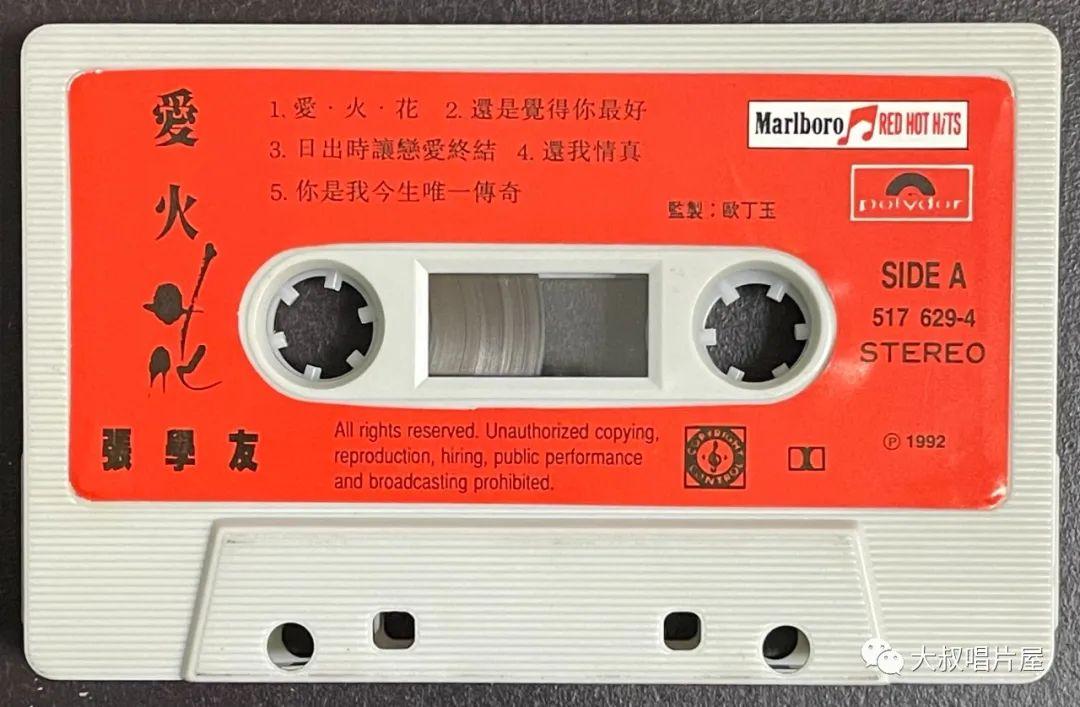 愛火花
張學友
1. 愛·火·花 2. 還是覺得你最好
3. 日出時讓戀愛終結 4. 還我情真
5. 你是我今生唯一傳奇
監製：歐丁玉
Marlboro RED HOT HiTS
polydor
SIDE A
517 629-4
STEREO
All rights reserved. Unauthorized copying,
reproduction, hiring, public performance
and broadcasting prohibited.
COPYRIGHT CONTROL
℗ 1992
大叔唱片屋